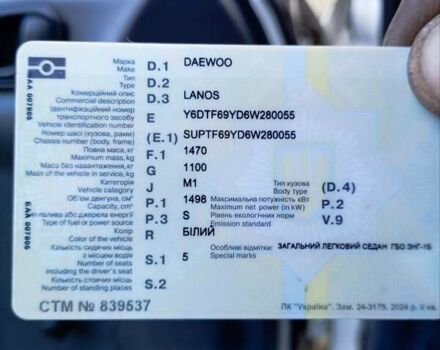 БАА 007806
Марка
Make
D.1
DAEWOO
Тип
Type
D.2
Комерційний опис
Commercial description
D.3
LANOS
Ідентифікаційний номер
транспортного засобу
Vehicle identification number
E
Y6DTF69YD6W280055
Номер шасі (кузова, рами)
Chassis number (body, frame)
(E.1)
SUPTF69YD6W280055
Повна маса, кг
Maximum mass, kg
F.1
1470
Маса без навантаження, кг
Mass of the vehicle in service, kg
G
1100
Категорія
Vehicle category
J
M1
Тип кузова
Body type
(D.4)
Об'єм двигуна, см³
Capacity, cm³
P.1
1498
Максимальна потужність кВт
Maximum net power (in kW)
P.2
Тип пального або джерела енергії
Type of fuel or power source
P.3
S
Рівень екологічних норм
Emission standard
V.9
Колір
Color of the vehicle
R
БІЛИЙ
Кількість сидячих місць
з місцем водія
Number of seats
including the driver's seat
S.1
5
Особливі відмітки:
Special marks
ЗАГАЛЬНИЙ ЛЕГКОВИЙ СЕДАН ГБО ЗНГ-15
Кількість стоячих місць
Number of standing places
S.2
БАВ 007806
СТМ № 839537
ПК "Україна". Зам. 24-3175, 2024 р. II кв.